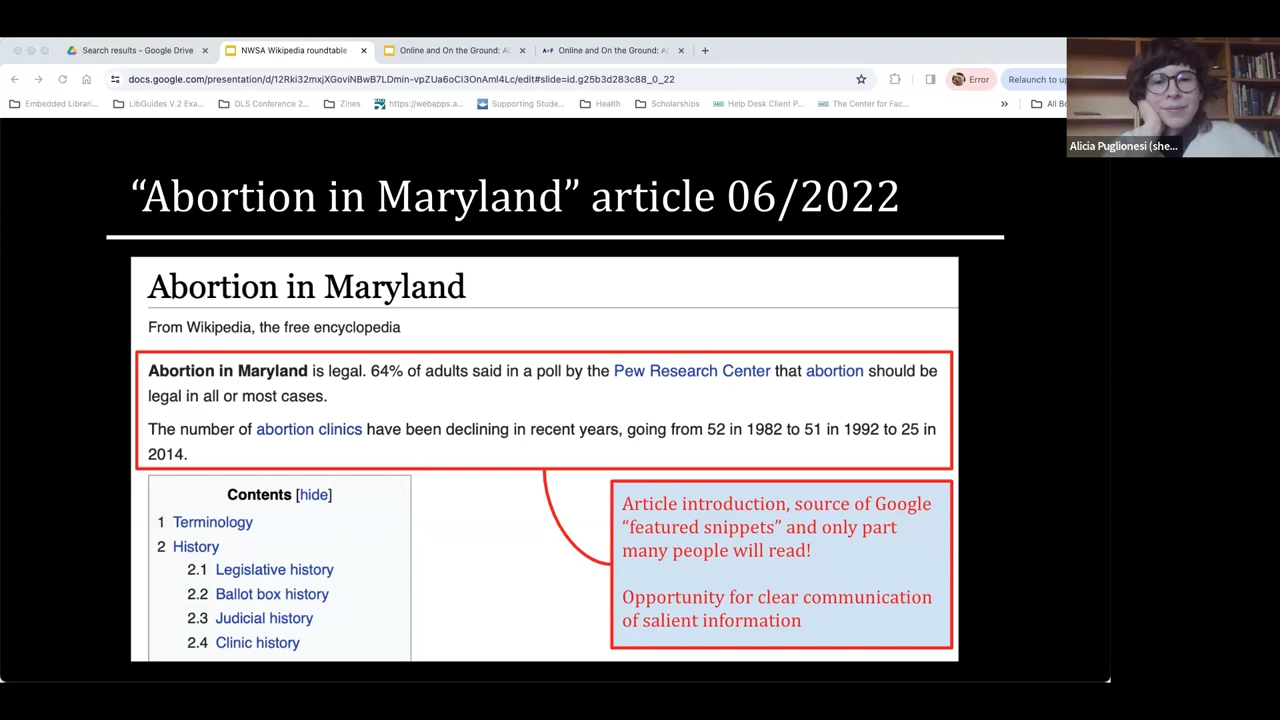 Search results - Google Drive
NWSA Wikipedia roundtable
Online and On the Ground: A
Online and On the Ground: A
docs.google.com/presentation/d/12Rki32mxjXGoviNBwB7LDmin-vpZUa6oCI3OnAmI4Lc/edit#slide=id.g25b3d283c88_0_22
Error
Relaunch to u
Embedded Librari...
LibGuides V.2 Exa...
DLS Conference 2...
Zines
https://webapps.a...
Supporting Stude...
Health
Scholarships
Help Desk Client P...
The Center for Fac...
»
All Bo
Alicia Puglionesi (she...
“Abortion in Maryland” article 06/2022
Abortion in Maryland
From Wikipedia, the free encyclopedia
Abortion in Maryland is legal. 64% of adults said in a poll by the Pew Research Center that abortion should be
legal in all or most cases.
The number of abortion clinics have been declining in recent years, going from 52 in 1982 to 51 in 1992 to 25 in
2014.
Contents [hide]
1 Terminology
2 History
2.1 Legislative history
2.2 Ballot box history
2.3 Judicial history
2.4 Clinic history
Article introduction, source of Google
“featured snippets” and only part
many people will read!
Opportunity for clear communication
of salient information